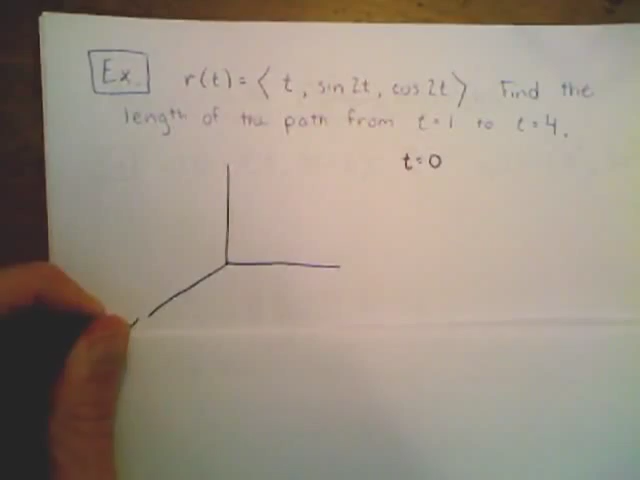 Ex. r(t) = ⟨ t, sin 2t, cos 2t ⟩. Find the
length of the path from t=1 to t=4.
t=0